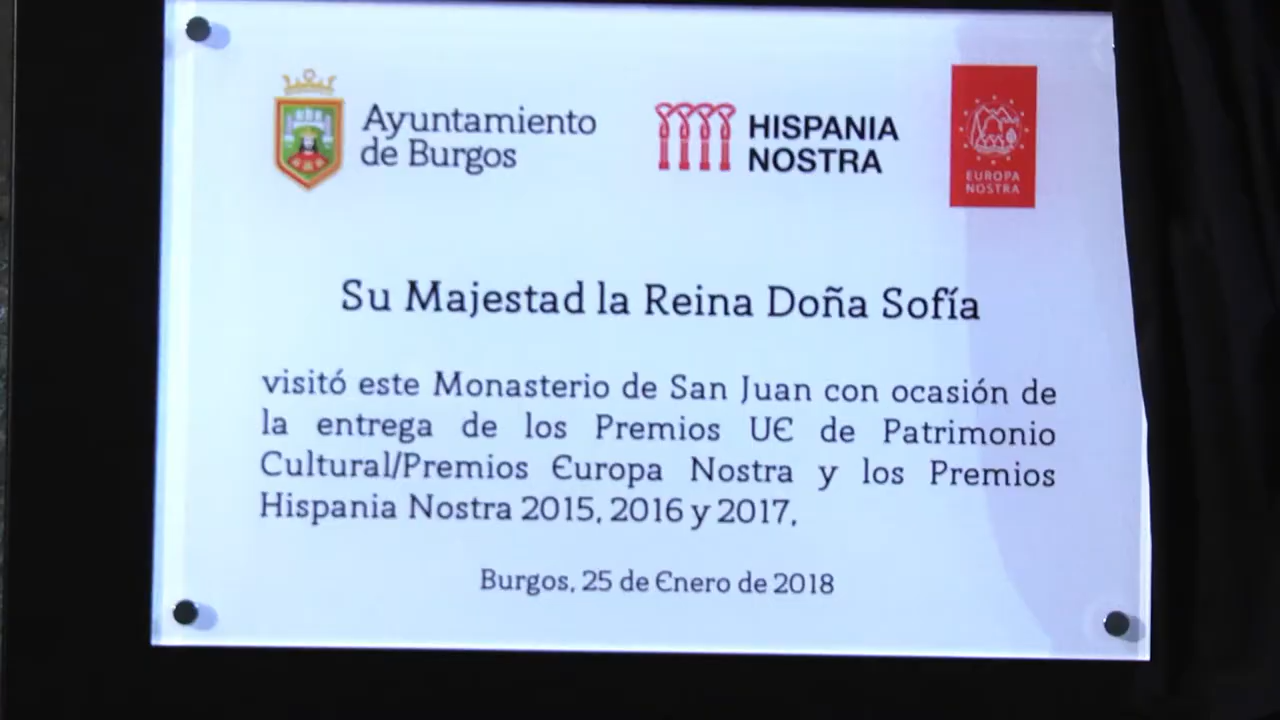 Ayuntamiento
de Burgos
HISPANIA
NOSTRA
EUROPA
NOSTRA
Su Majestad la Reina Doña Sofía
visitó este Monasterio de San Juan con ocasión de
la entrega de los Premios UE de Patrimonio
Cultural/Premios Europa Nostra y los Premios
Hispania Nostra 2015, 2016 y 2017,
Burgos, 25 de Enero de 2018